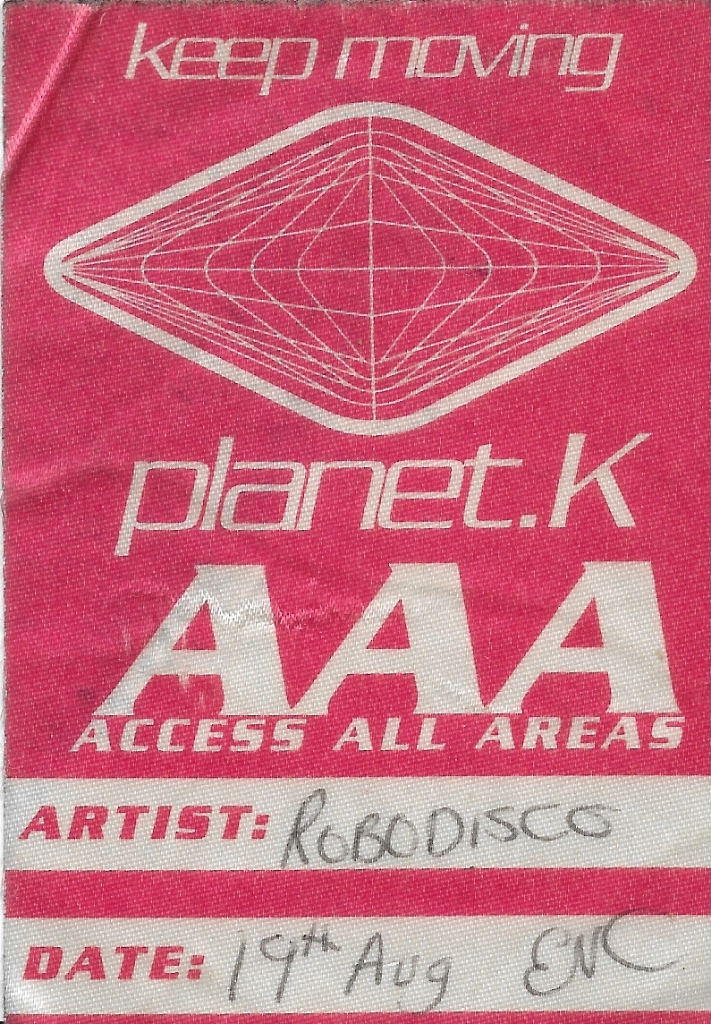 keep moving
planet.K
AAA
ACCESS ALL AREAS
ARTIST: ROBODISCO
DATE: 19th Aug ENC